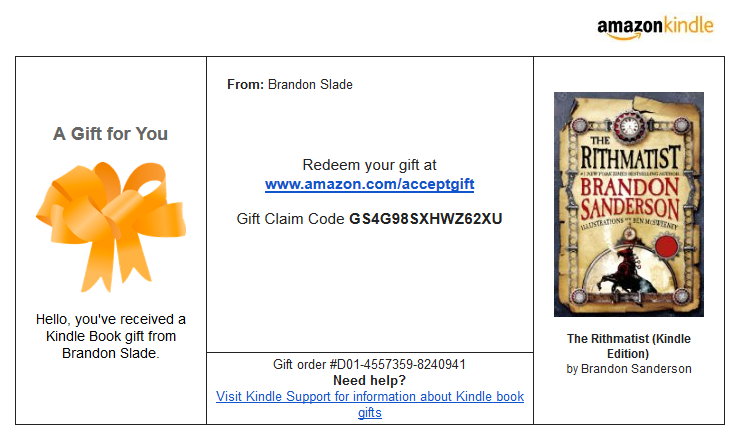 amazonkindle
A Gift for You
Hello, you've received a
Kindle Book gift from
Brandon Slade.
From: Brandon Slade
Redeem your gift at
www.amazon.com/acceptgift
Gift Claim Code GS4G98SXHWZ62XU
Gift order #D01-4557359-8240941
Need help?
Visit Kindle Support for information about Kindle book
gifts
THE
RITHMATIST
#1 NEW YORK TIMES BESTSELLING AUTHOR
BRANDON
SANDERSON
ILLUSTRATIONS BY BEN McSWEENEY
The Rithmatist (Kindle
Edition)
by Brandon Sanderson